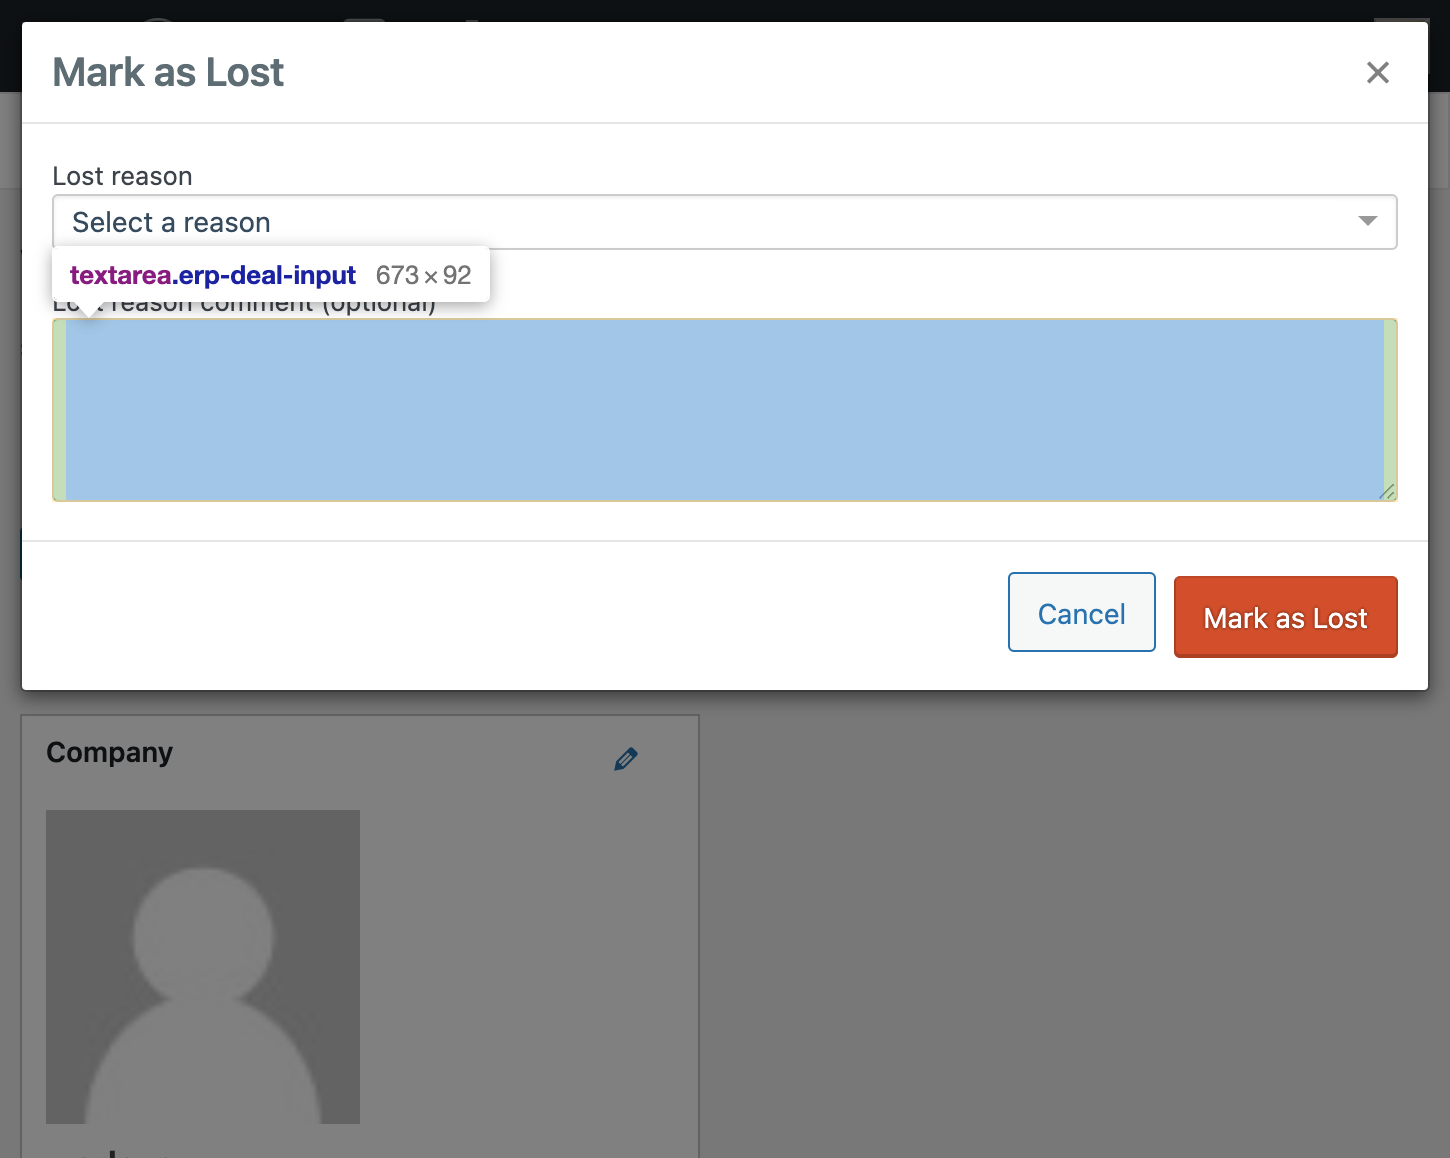 Mark as Lost
Lost reason
Select a reason
textarea.erp-deal-input 673 × 92
Lost reason comment (optional)
Cancel
Mark as Lost
Company